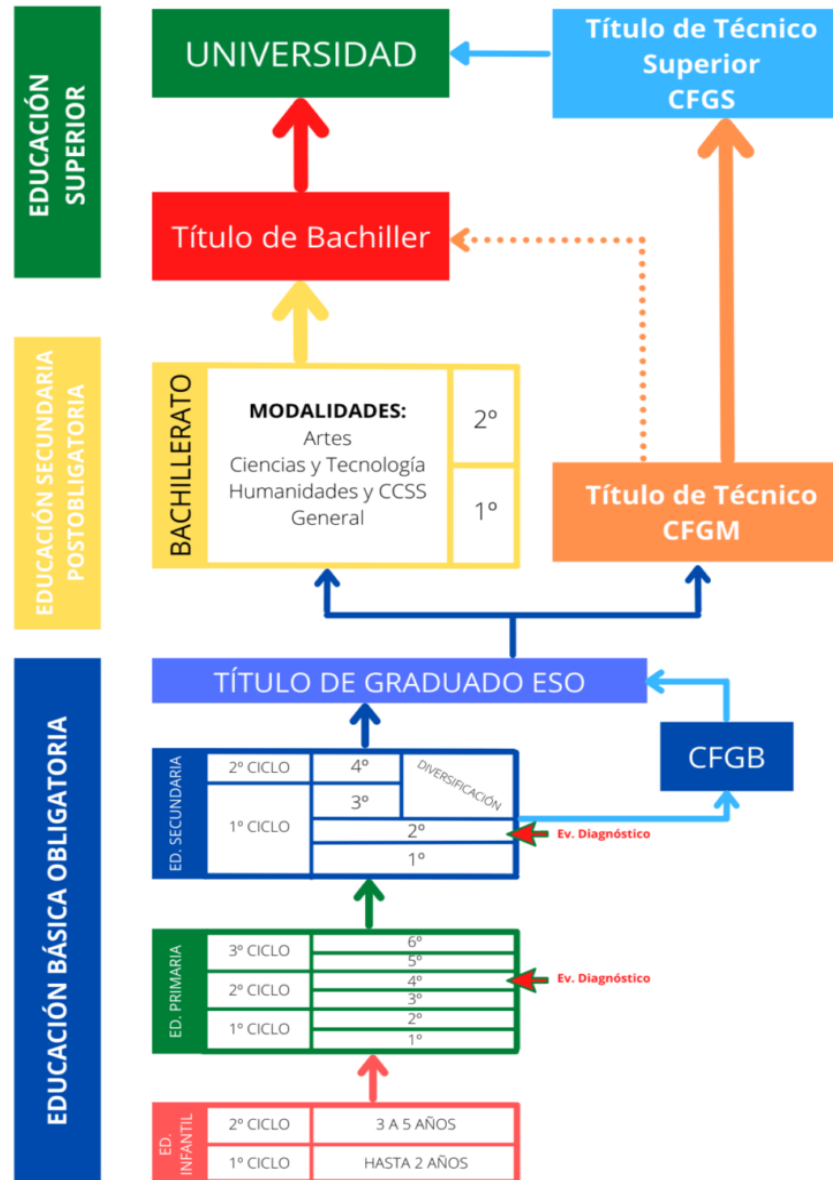 EDUCACIÓN
SUPERIOR
UNIVERSIDAD
Título de Técnico
Superior
CFGS
Título de Bachiller
EDUCACIÓN SECUNDARIA
POSTOBLIGATORIA
BACHILLERATO
MODALIDADES:
Artes
Ciencias y Tecnología
Humanidades y CCSS
General
2º
1º
Título de Técnico
CFGM
EDUCACIÓN BÁSICA OBLIGATORIA
TÍTULO DE GRADUADO ESO
CFGB
ED. SECUNDARIA
2º CICLO
4º
DIVERSIFICACIÓN
1º CICLO
3º
2º
Ev. Diagnóstico
1º
ED. PRIMARIA
3º CICLO
6º
5º
2º CICLO
4º
Ev. Diagnóstico
3º
1º CICLO
2º
1º
ED.
INFANTIL
2º CICLO
3 A 5 AÑOS
1º CICLO
HASTA 2 AÑOS